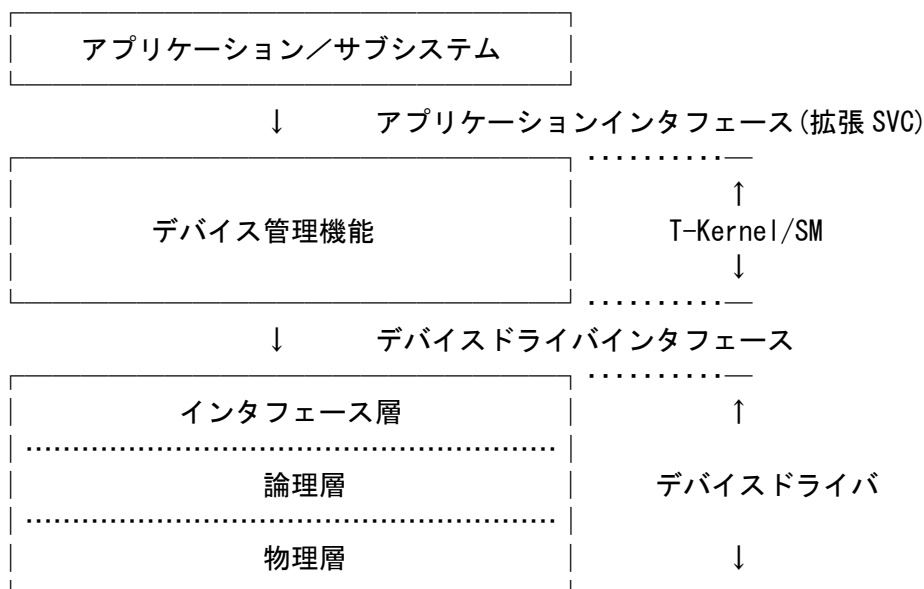 アプリケーション／サブシステム
↓ アプリケーションインタフェース(拡張 SVC)
↑
デバイス管理機能 T-Kernel/SM
↓
↓ デバイスドライバインタフェース
インタフェース層 ↑
論理層 デバイスドライバ
物理層 ↓